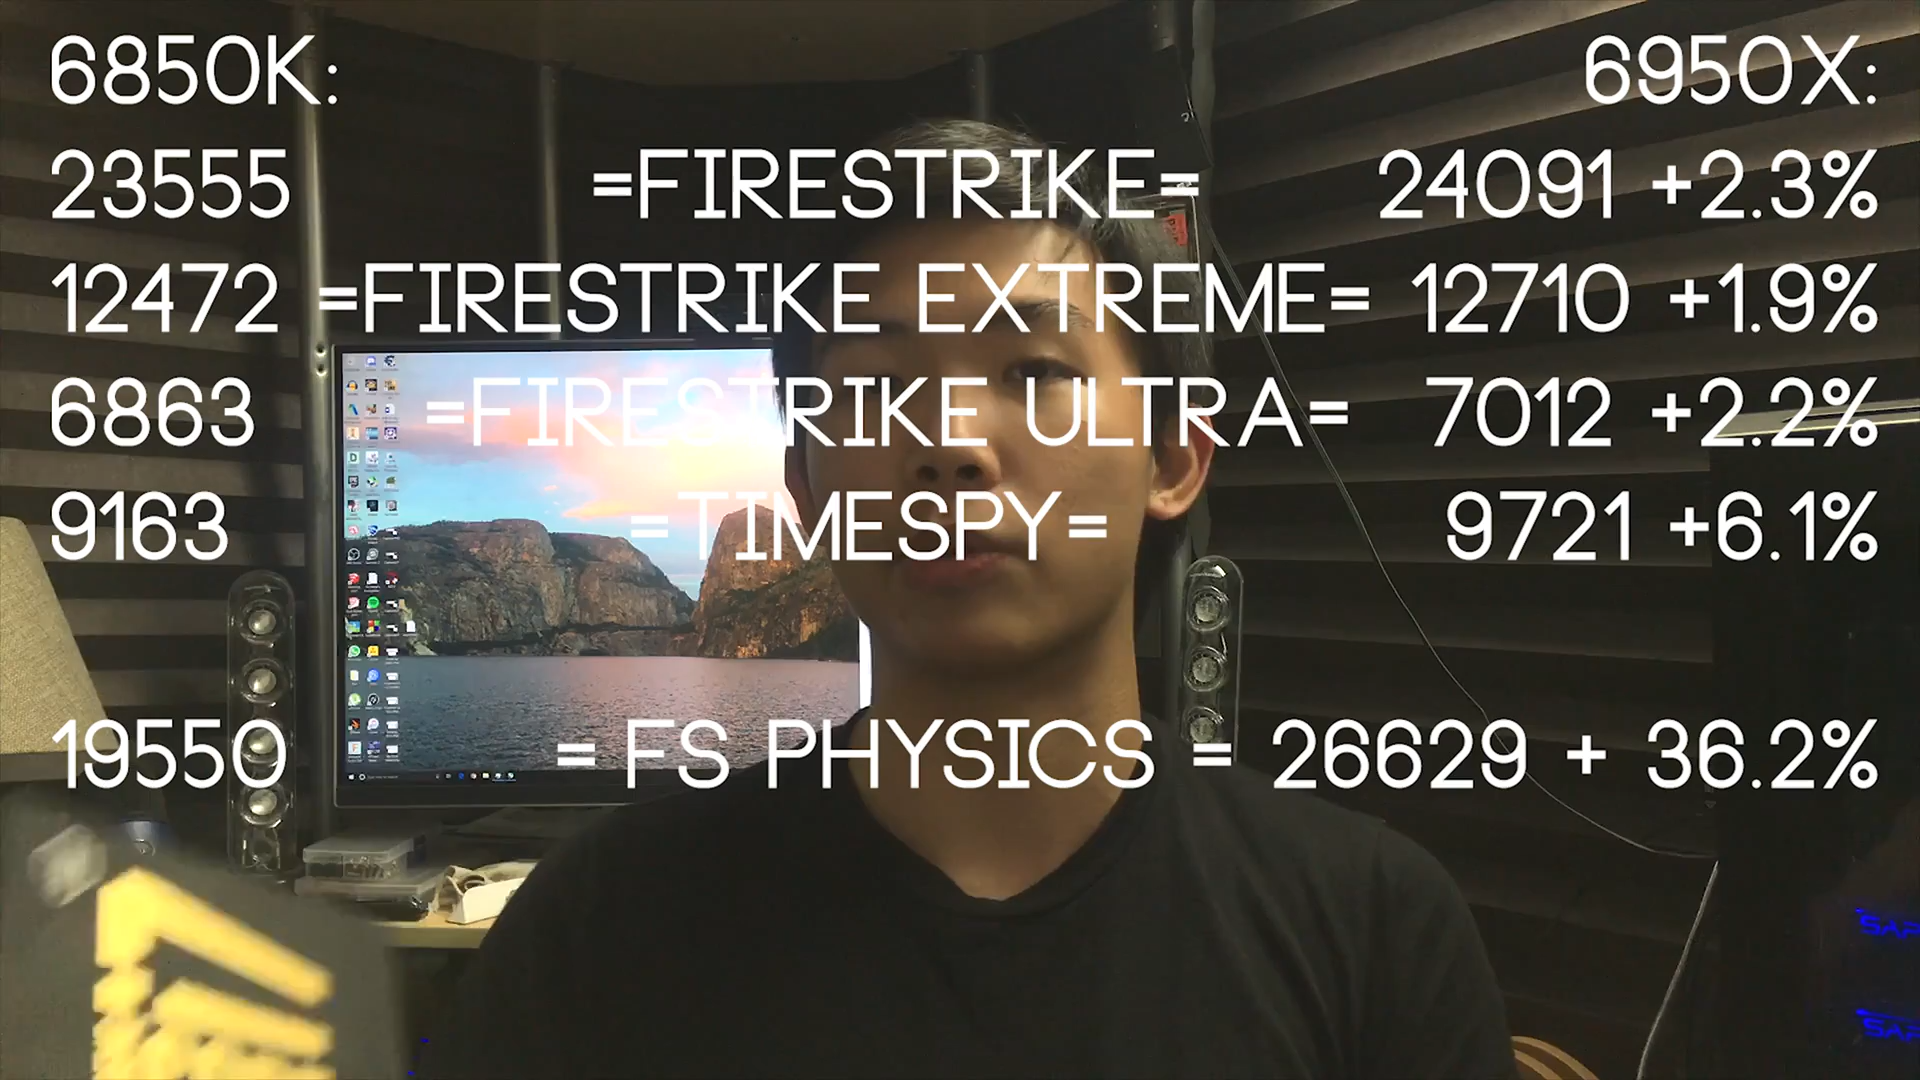 6850K: 6950X:
23555 =FIRESTRIKE= 24091 +2.3%
12472 =FIRESTRIKE EXTREME= 12710 +1.9%
6863 =FIRESTRIKE ULTRA= 7012 +2.2%
9163 =TIMESPY= 9721 +6.1%
19550 = FS PHYSICS = 26629 + 36.2%